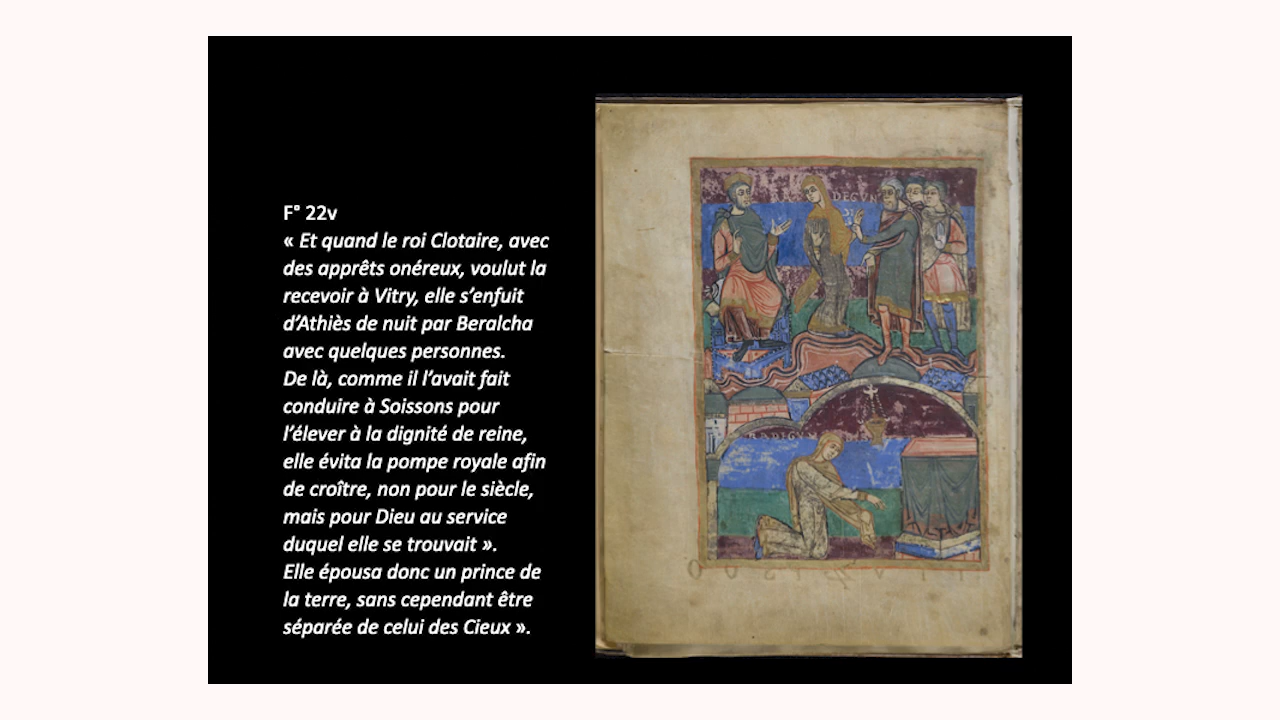 F° 22v
« Et quand le roi Clotaire, avec
des apprêts onéreux, voulut la
recevoir à Vitry, elle s’enfuit
d’Athiès de nuit par Beralcha
avec quelques personnes.
De là, comme il l’avait fait
conduire à Soissons pour
l’élever à la dignité de reine,
elle évita la pompe royale afin
de croître, non pour le siècle,
mais pour Dieu au service
duquel elle se trouvait ».
Elle épousa donc un prince de
la terre, sans cependant être
séparée de celui des Cieux ».
DEGUN
RADIGUN DIS